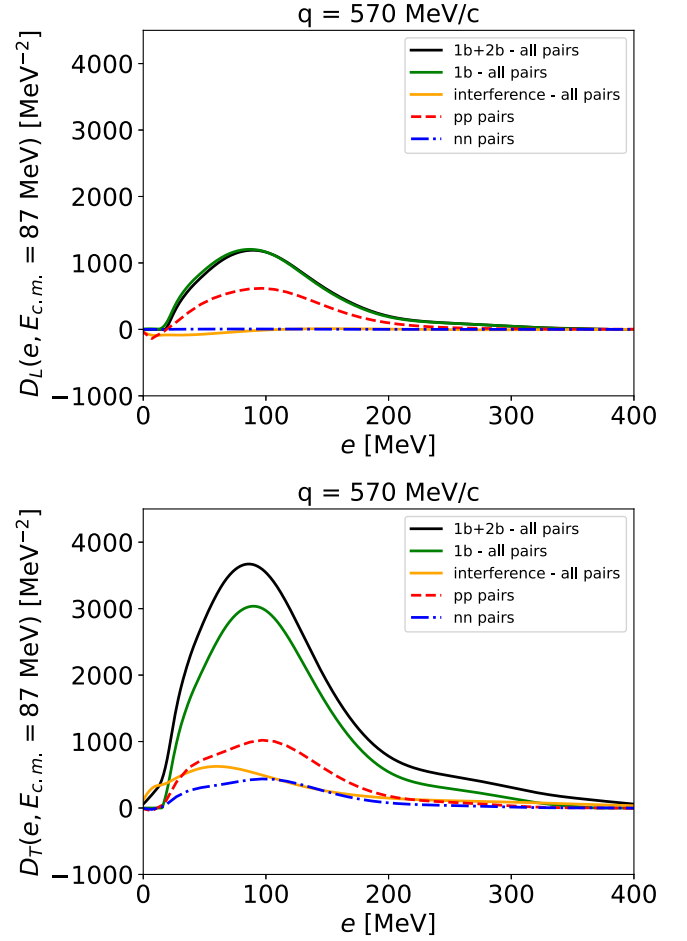 q = 570 MeV/c
D_L(e, E_{c.m.} = 87 MeV) [MeV^{-2}]
4000
3000
2000
1000
0
−1000
1b+2b - all pairs
1b - all pairs
interference - all pairs
pp pairs
nn pairs
0 100 200 300 400
e [MeV]
q = 570 MeV/c
D_T(e, E_{c.m.} = 87 MeV) [MeV^{-2}]
4000
3000
2000
1000
0
−1000
1b+2b - all pairs
1b - all pairs
interference - all pairs
pp pairs
nn pairs
0 100 200 300 400
e [MeV]